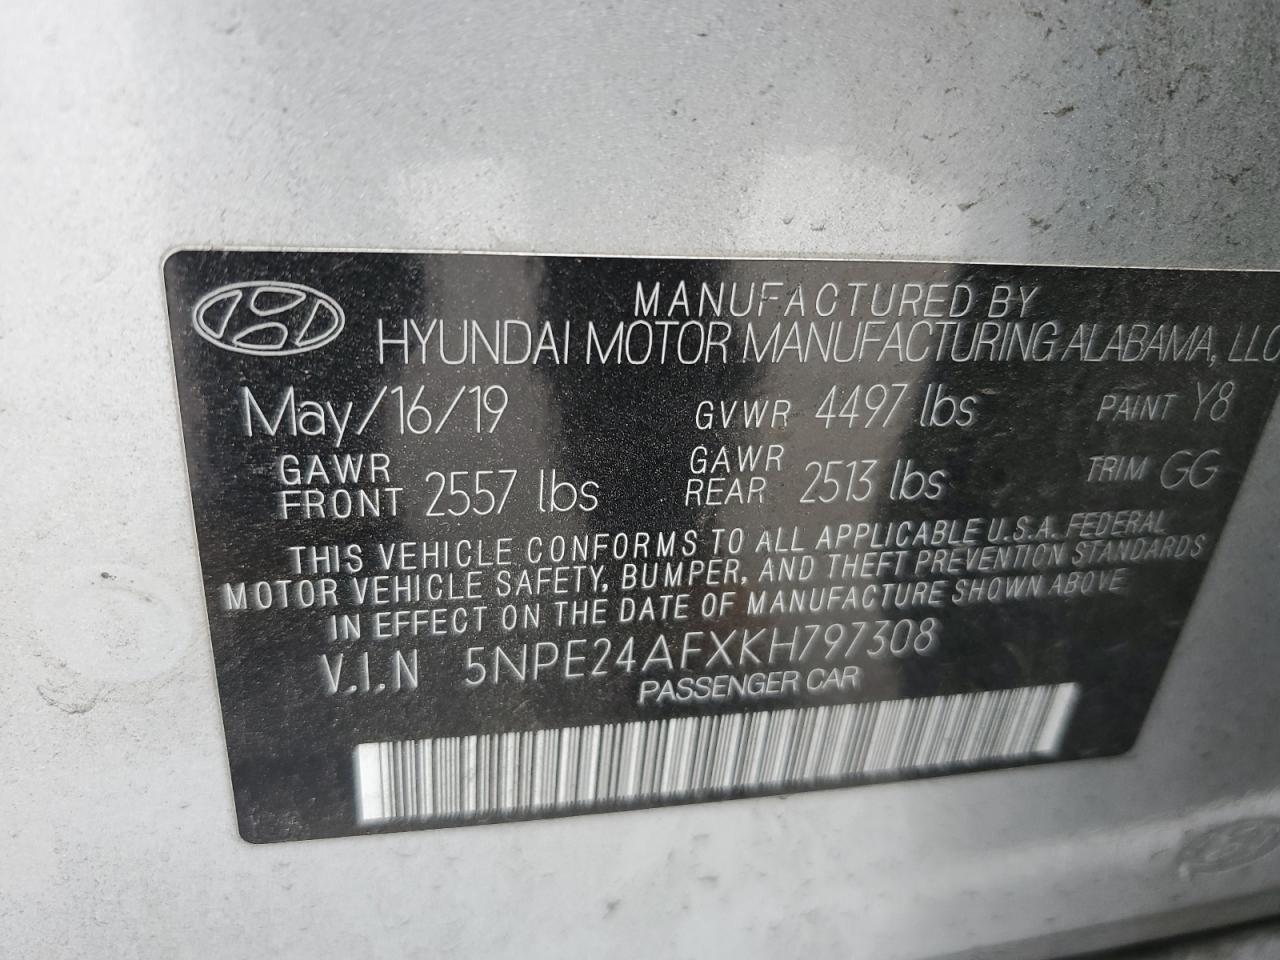 MANUFACTURED BY
HYUNDAI MOTOR MANUFACTURING ALABAMA, LLC
May/16/19 GVWR 4497 lbs PAINT Y8
GAWR FRONT 2557 lbs GAWR REAR 2513 lbs TRIM GG
THIS VEHICLE CONFORMS TO ALL APPLICABLE U.S.A. FEDERAL
MOTOR VEHICLE SAFETY, BUMPER, AND THEFT PREVENTION STANDARDS
IN EFFECT ON THE DATE OF MANUFACTURE SHOWN ABOVE
V.I.N 5NPE24AFXKH797308
PASSENGER CAR